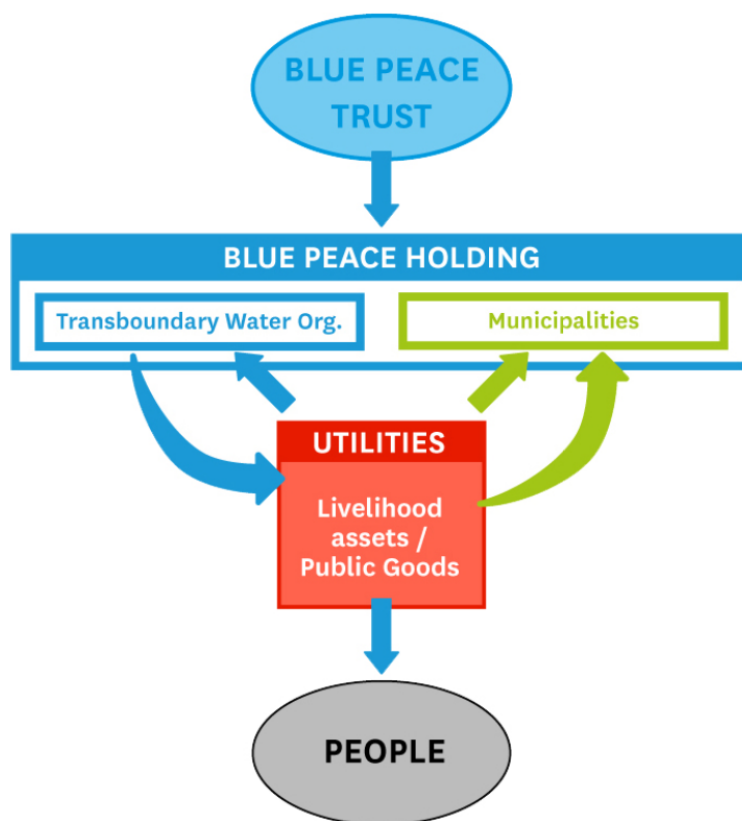 BLUE PEACE
TRUST
BLUE PEACE HOLDING
Transboundary Water Org.
Municipalities
UTILITIES
Livelihood
assets /
Public Goods
PEOPLE